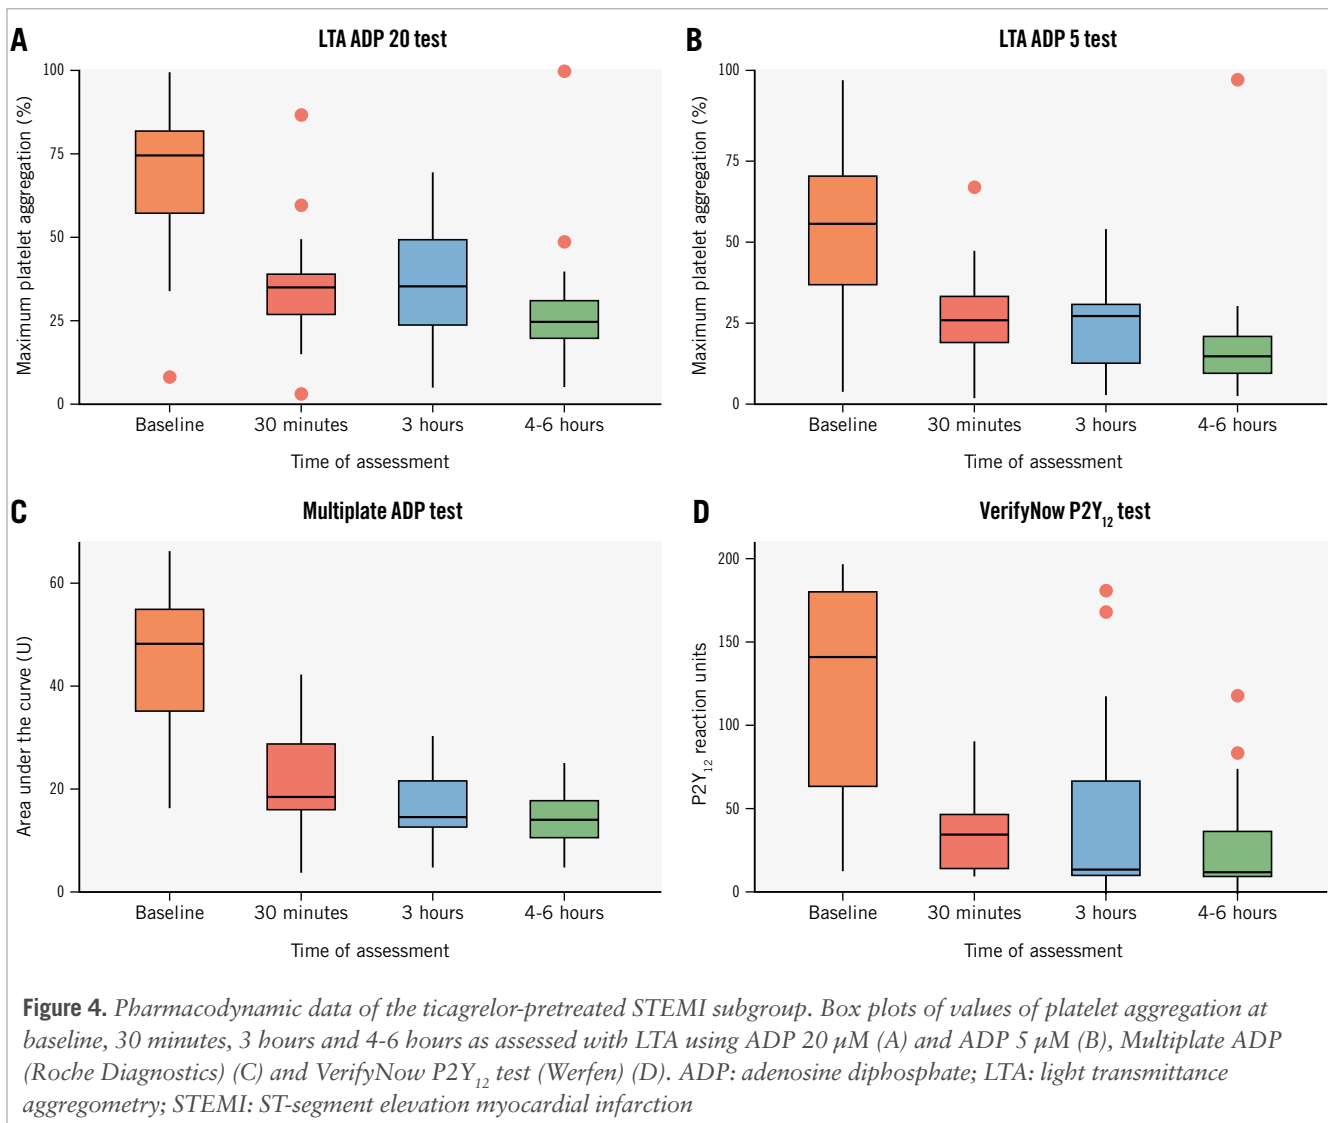 A
LTA ADP 20 test
Maximum platelet aggregation (%)
100
75
50
25
0
Baseline
30 minutes
3 hours
4-6 hours
Time of assessment
B
LTA ADP 5 test
Maximum platelet aggregation (%)
100
75
50
25
0
Baseline
30 minutes
3 hours
4-6 hours
Time of assessment
C
Multiplate ADP test
Area under the curve (U)
60
40
20
0
Baseline
30 minutes
3 hours
4-6 hours
Time of assessment
D
VerifyNow P2Y₁₂ test
P2Y₁₂ reaction units
200
150
100
50
0
Baseline
30 minutes
3 hours
4-6 hours
Time of assessment
Figure 4. Pharmacodynamic data of the ticagrelor-pretreated STEMI subgroup. Box plots of values of platelet aggregation at
baseline, 30 minutes, 3 hours and 4-6 hours as assessed with LTA using ADP 20 µM (A) and ADP 5 µM (B), Multiplate ADP
(Roche Diagnostics) (C) and VerifyNow P2Y₁₂ test (Werfen) (D). ADP: adenosine diphosphate; LTA: light transmittance
aggregometry; STEMI: ST-segment elevation myocardial infarction